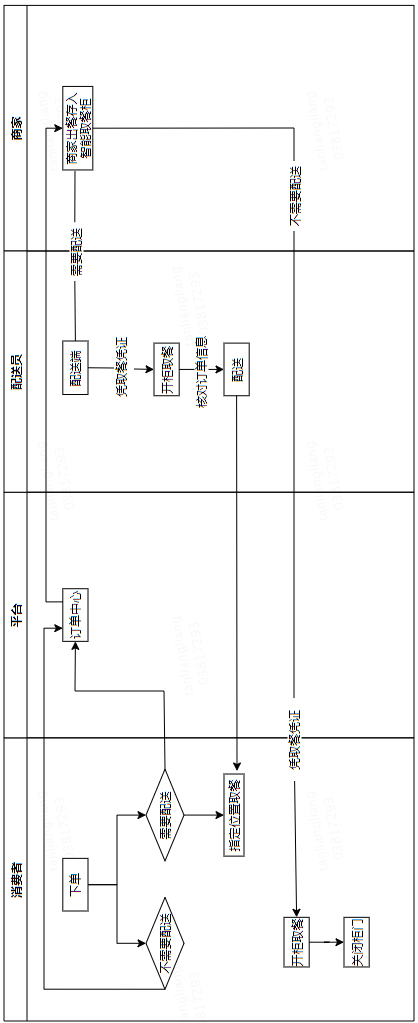 商家
商家出餐存入
智能取餐柜
不需要配送
需要配送
配送员
配送端
凭取餐凭证
开柜取餐
核对订单信息
配送
平台
订单中心
消费者
下单
需要配送
不需要配送
指定位置取餐
凭取餐凭证
开柜取餐
关闭柜门